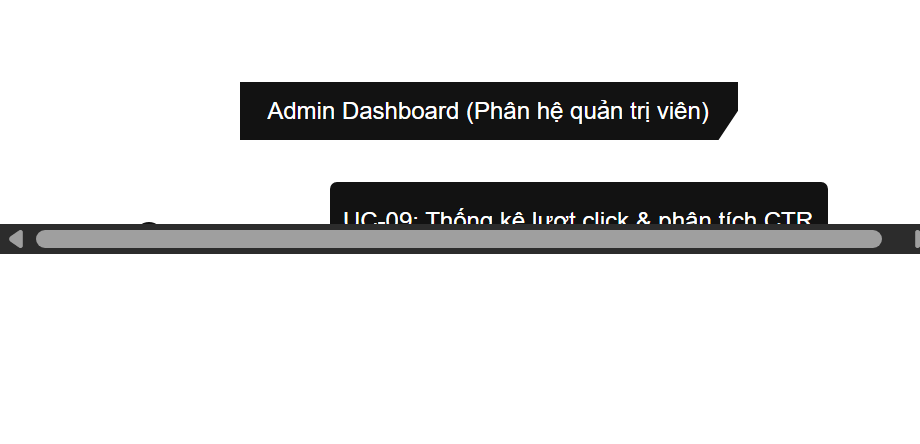 Admin Dashboard (Phân hệ quản trị viên)
UC-09: Thống kê lượt click & phân tích CTR